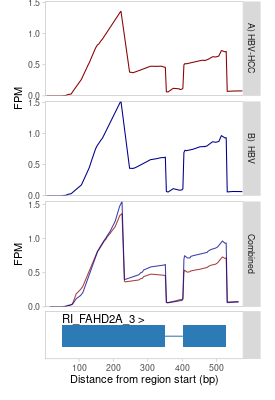 1.5
1.0
0.5
0.0
A) HBV-HCC
FPM
1.5
1.0
0.5
0.0
B) HBV
1.5
1.0
0.5
0.0
Combined
FPM
RI_FAHD2A_3 >
100 200 300 400 500
Distance from region start (bp)